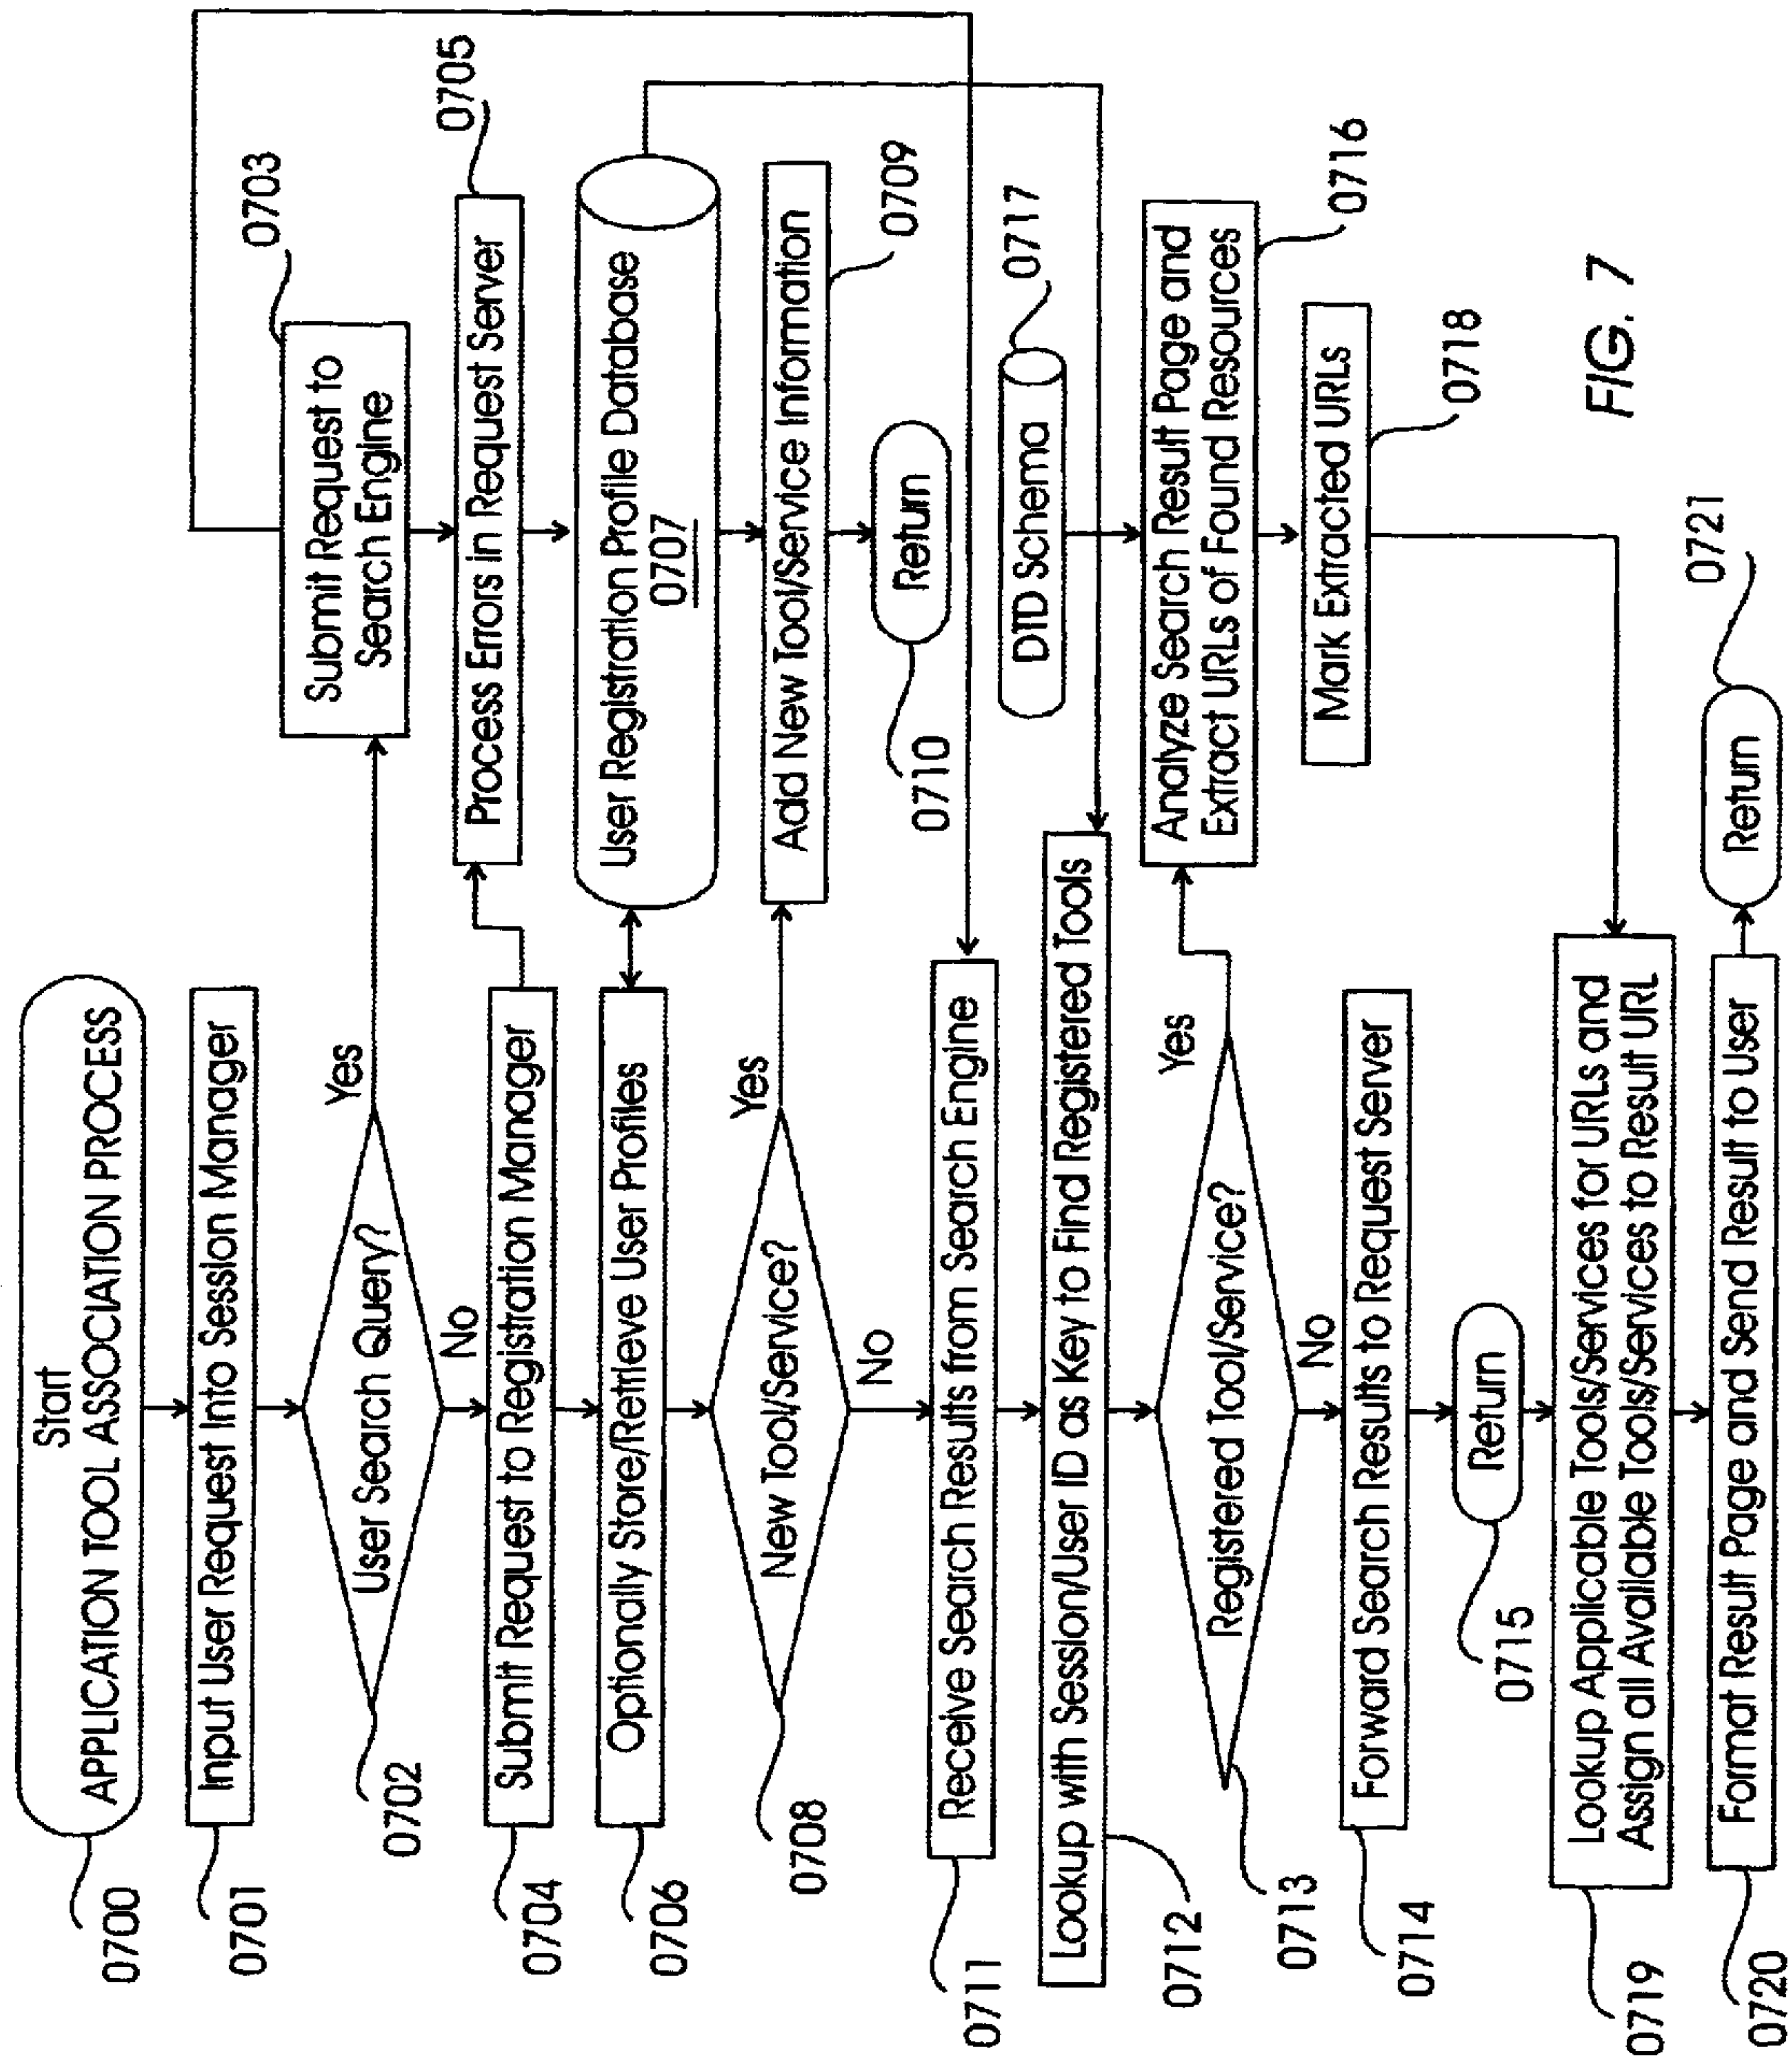 Start
APPLICATION TOOL ASSOCIATION PROCESS
0700
Input User Request Into Session Manager
0701
User Search Query?
0702
Yes
No
Submit Request to
Search Engine
0703
Submit Request to Registration Manager
0704
Process Errors in Request Server
0705
Optionally Store/Retrieve User Profiles
0706
User Registration Profile Database
0707
New Tool/Service?
0708
Yes
No
Add New Tool/Service Information
0709
Return
0710
Receive Search Results from Search Engine
0711
Lookup with Session/User ID as Key to Find Registered Tools
0712
Registered Tool/Service?
0713
Yes
No
DTD Schema
0717
Analyze Search Result Page and
Extract URLs of Found Resources
0716
Forward Search Results to Request Server
0714
Mark Extracted URLs
0718
Return
0715
Lookup Applicable Tools/Services for URLs and
Assign all Available Tools/Services to Result URL
0719
Format Result Page and Send Result to User
0720
Return
0721
FIG. 7